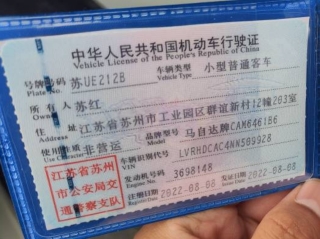 中华人民共和国机动车行驶证
Vehicle License of the People's Republic of China
号牌号码 苏UE212B 车辆类型 小型普通客车
Plate No. Vehicle Type
所有人 苏红
Owner
住址 江苏省苏州市工业园区群谊新村12幢203室
Address
使用性质 非营运 品牌型号 马自达牌CAM6461B6
Use Character Model
江苏省苏州 车辆识别代号 LVRHDCAC4NN509928
VIN
市公安局交 发动机号码 3698148
Engine No.
通警察支队 注册日期 2022-08-08 发证日期 2022-08-08
Register Date Issue Date